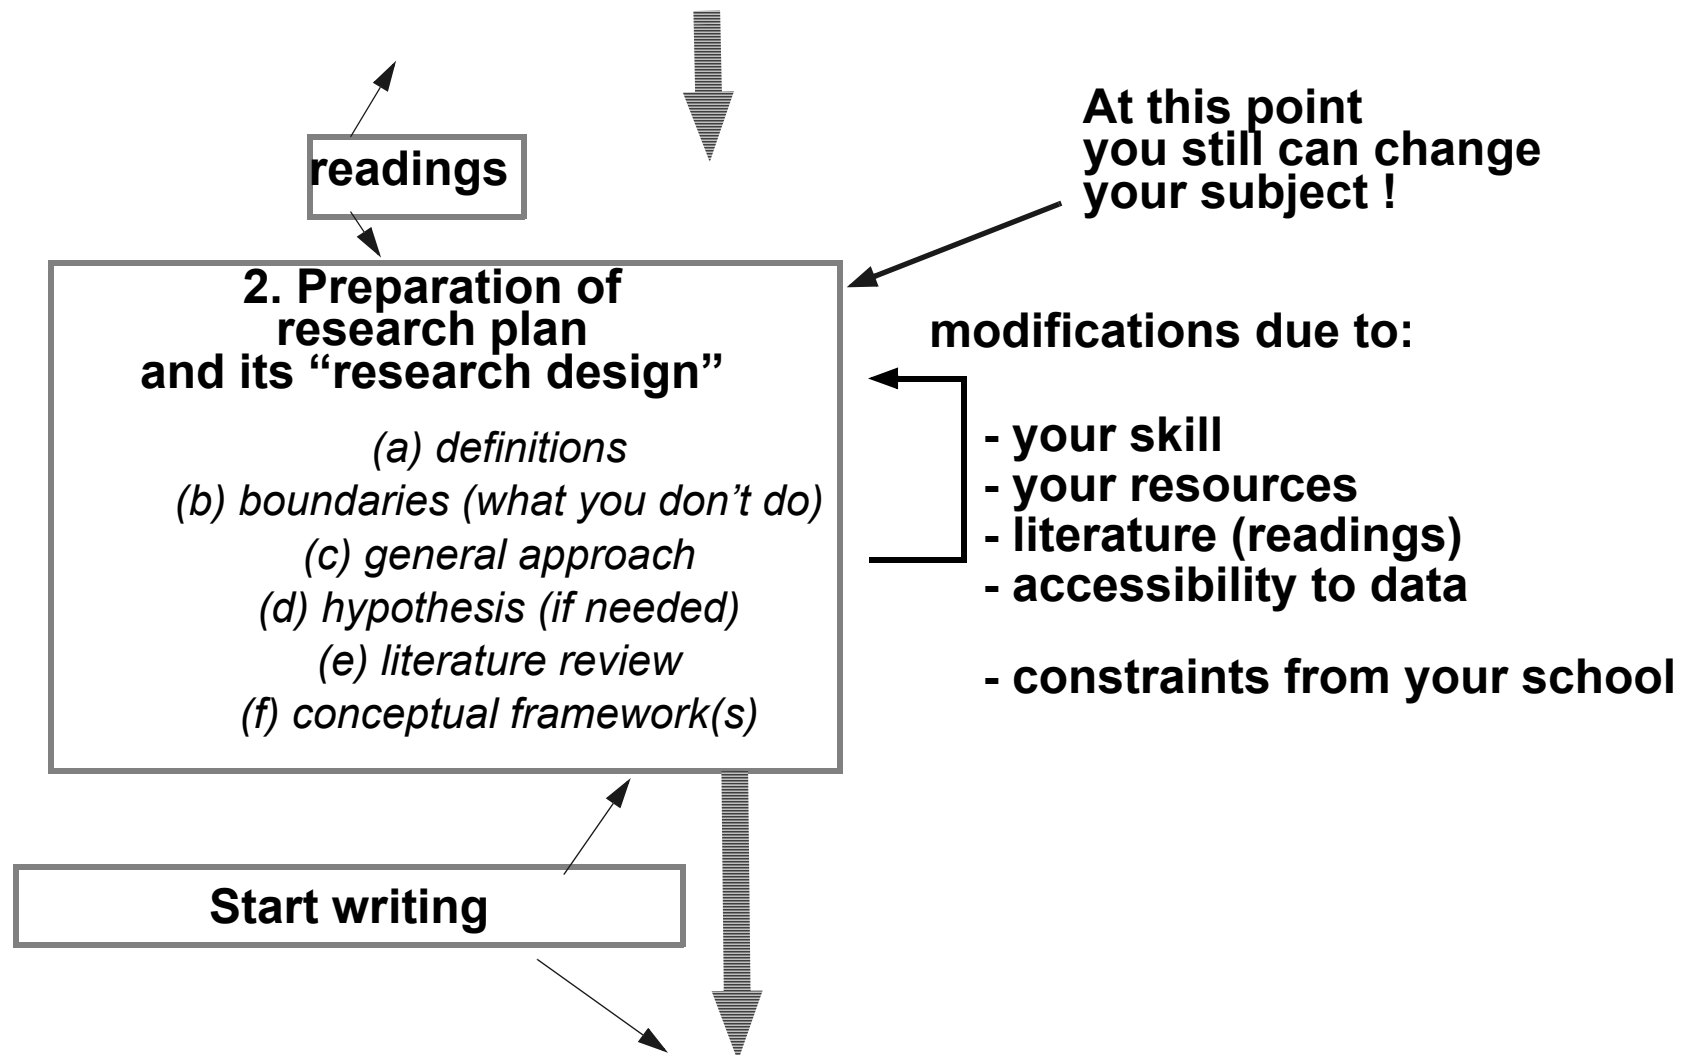 At this point
you still can change
your subject !
readings
2. Preparation of
research plan
and its “research design”
(a) definitions
(b) boundaries (what you don’t do)
(c) general approach
(d) hypothesis (if needed)
(e) literature review
(f) conceptual framework(s)
modifications due to:
- your skill
- your resources
- literature (readings)
- accessibility to data
- constraints from your school
Start writing